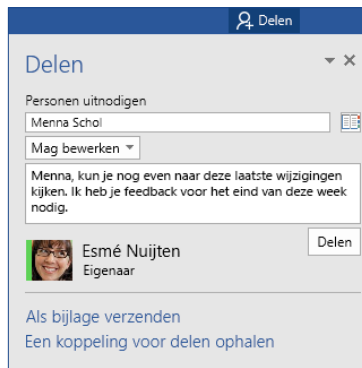 Delen
Delen
Personen uitnodigen
Menna Schol
Mag bewerken
Menna, kun je nog even naar deze laatste wijzigingen
kijken. Ik heb je feedback voor het eind van deze week
nodig.
Delen
Esmé Nuijten
Eigenaar
Als bijlage verzenden
Een koppeling voor delen ophalen